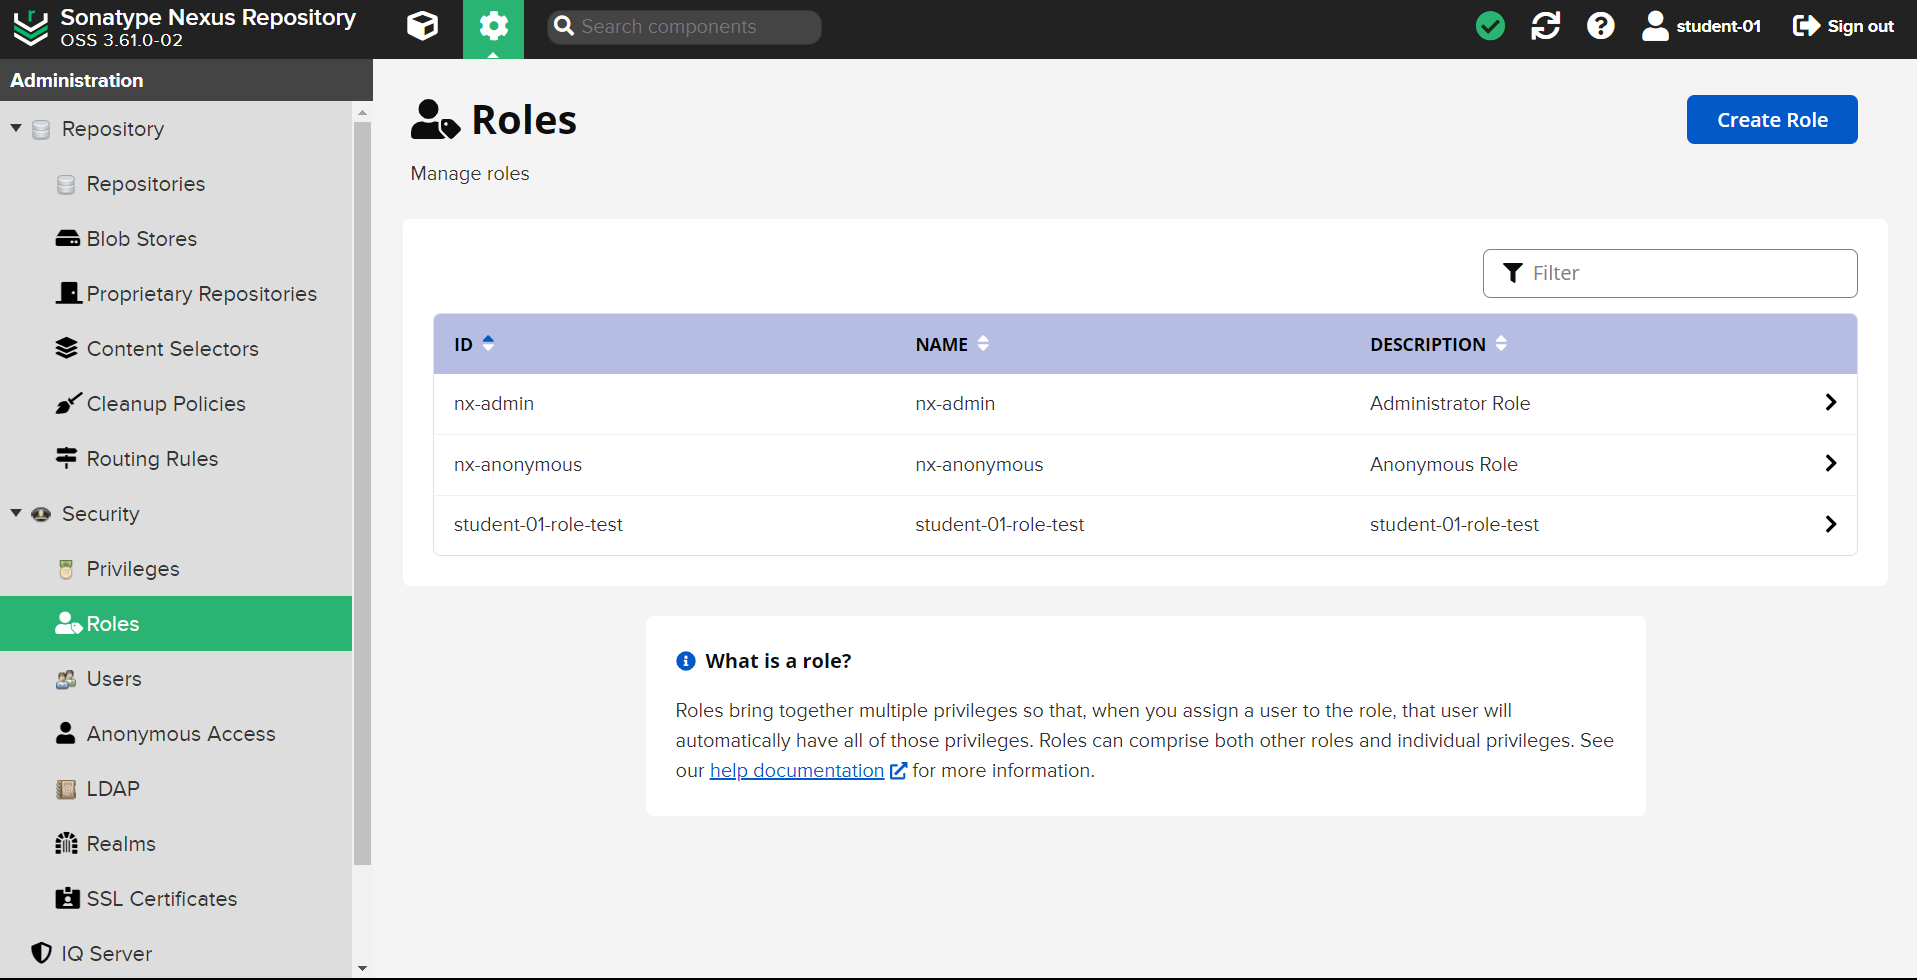 Sonatype Nexus Repository
OSS 3.61.0-02
Search components
student-01
Sign out
Administration
Repository
Repositories
Blob Stores
Proprietary Repositories
Content Selectors
Cleanup Policies
Routing Rules
Security
Privileges
Roles
Users
Anonymous Access
LDAP
Realms
SSL Certificates
IQ Server
Roles
Create Role
Manage roles
Filter
ID NAME DESCRIPTION
nx-admin nx-admin Administrator Role
nx-anonymous nx-anonymous Anonymous Role
student-01-role-test student-01-role-test student-01-role-test
What is a role?
Roles bring together multiple privileges so that, when you assign a user to the role, that user will
automatically have all of those privileges. Roles can comprise both other roles and individual privileges. See
our help documentation for more information.